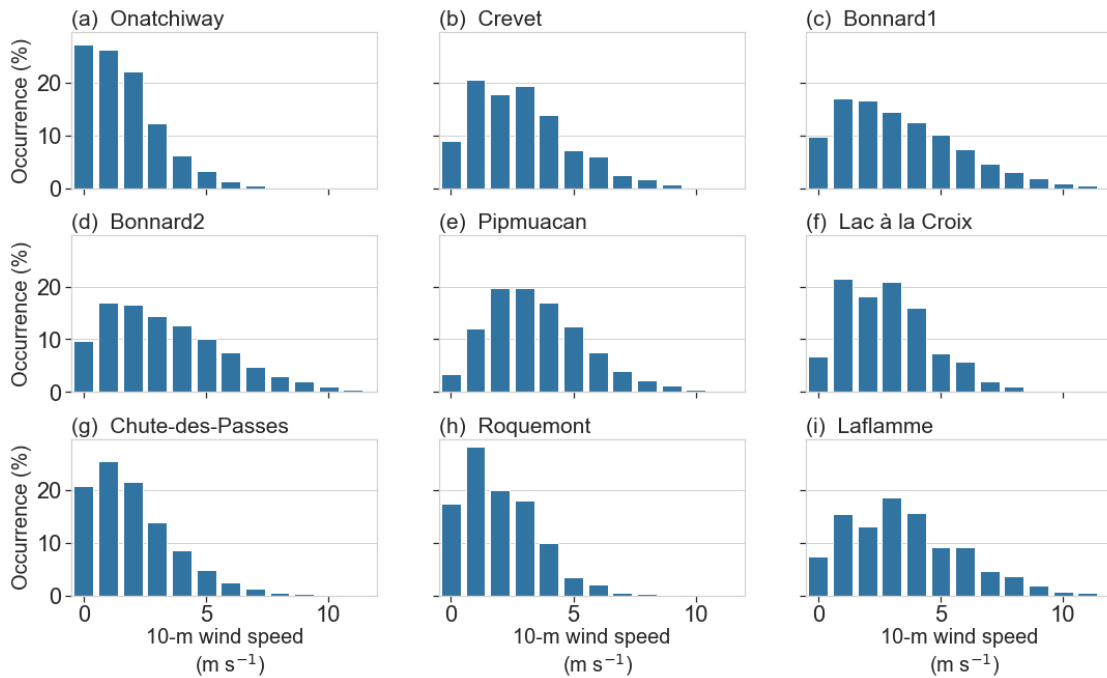 (a) Onatchiway
(b) Crevet
(c) Bonnard1
Occurrence (%)
20
10
0
(d) Bonnard2
(e) Pipmuacan
(f) Lac à la Croix
Occurrence (%)
20
10
0
(g) Chute-des-Passes
(h) Roquemont
(i) Laflamme
Occurrence (%)
20
10
0
0 5 10
0 5 10
0 5 10
10-m wind speed
(m s⁻¹)
10-m wind speed
(m s⁻¹)
10-m wind speed
(m s⁻¹)